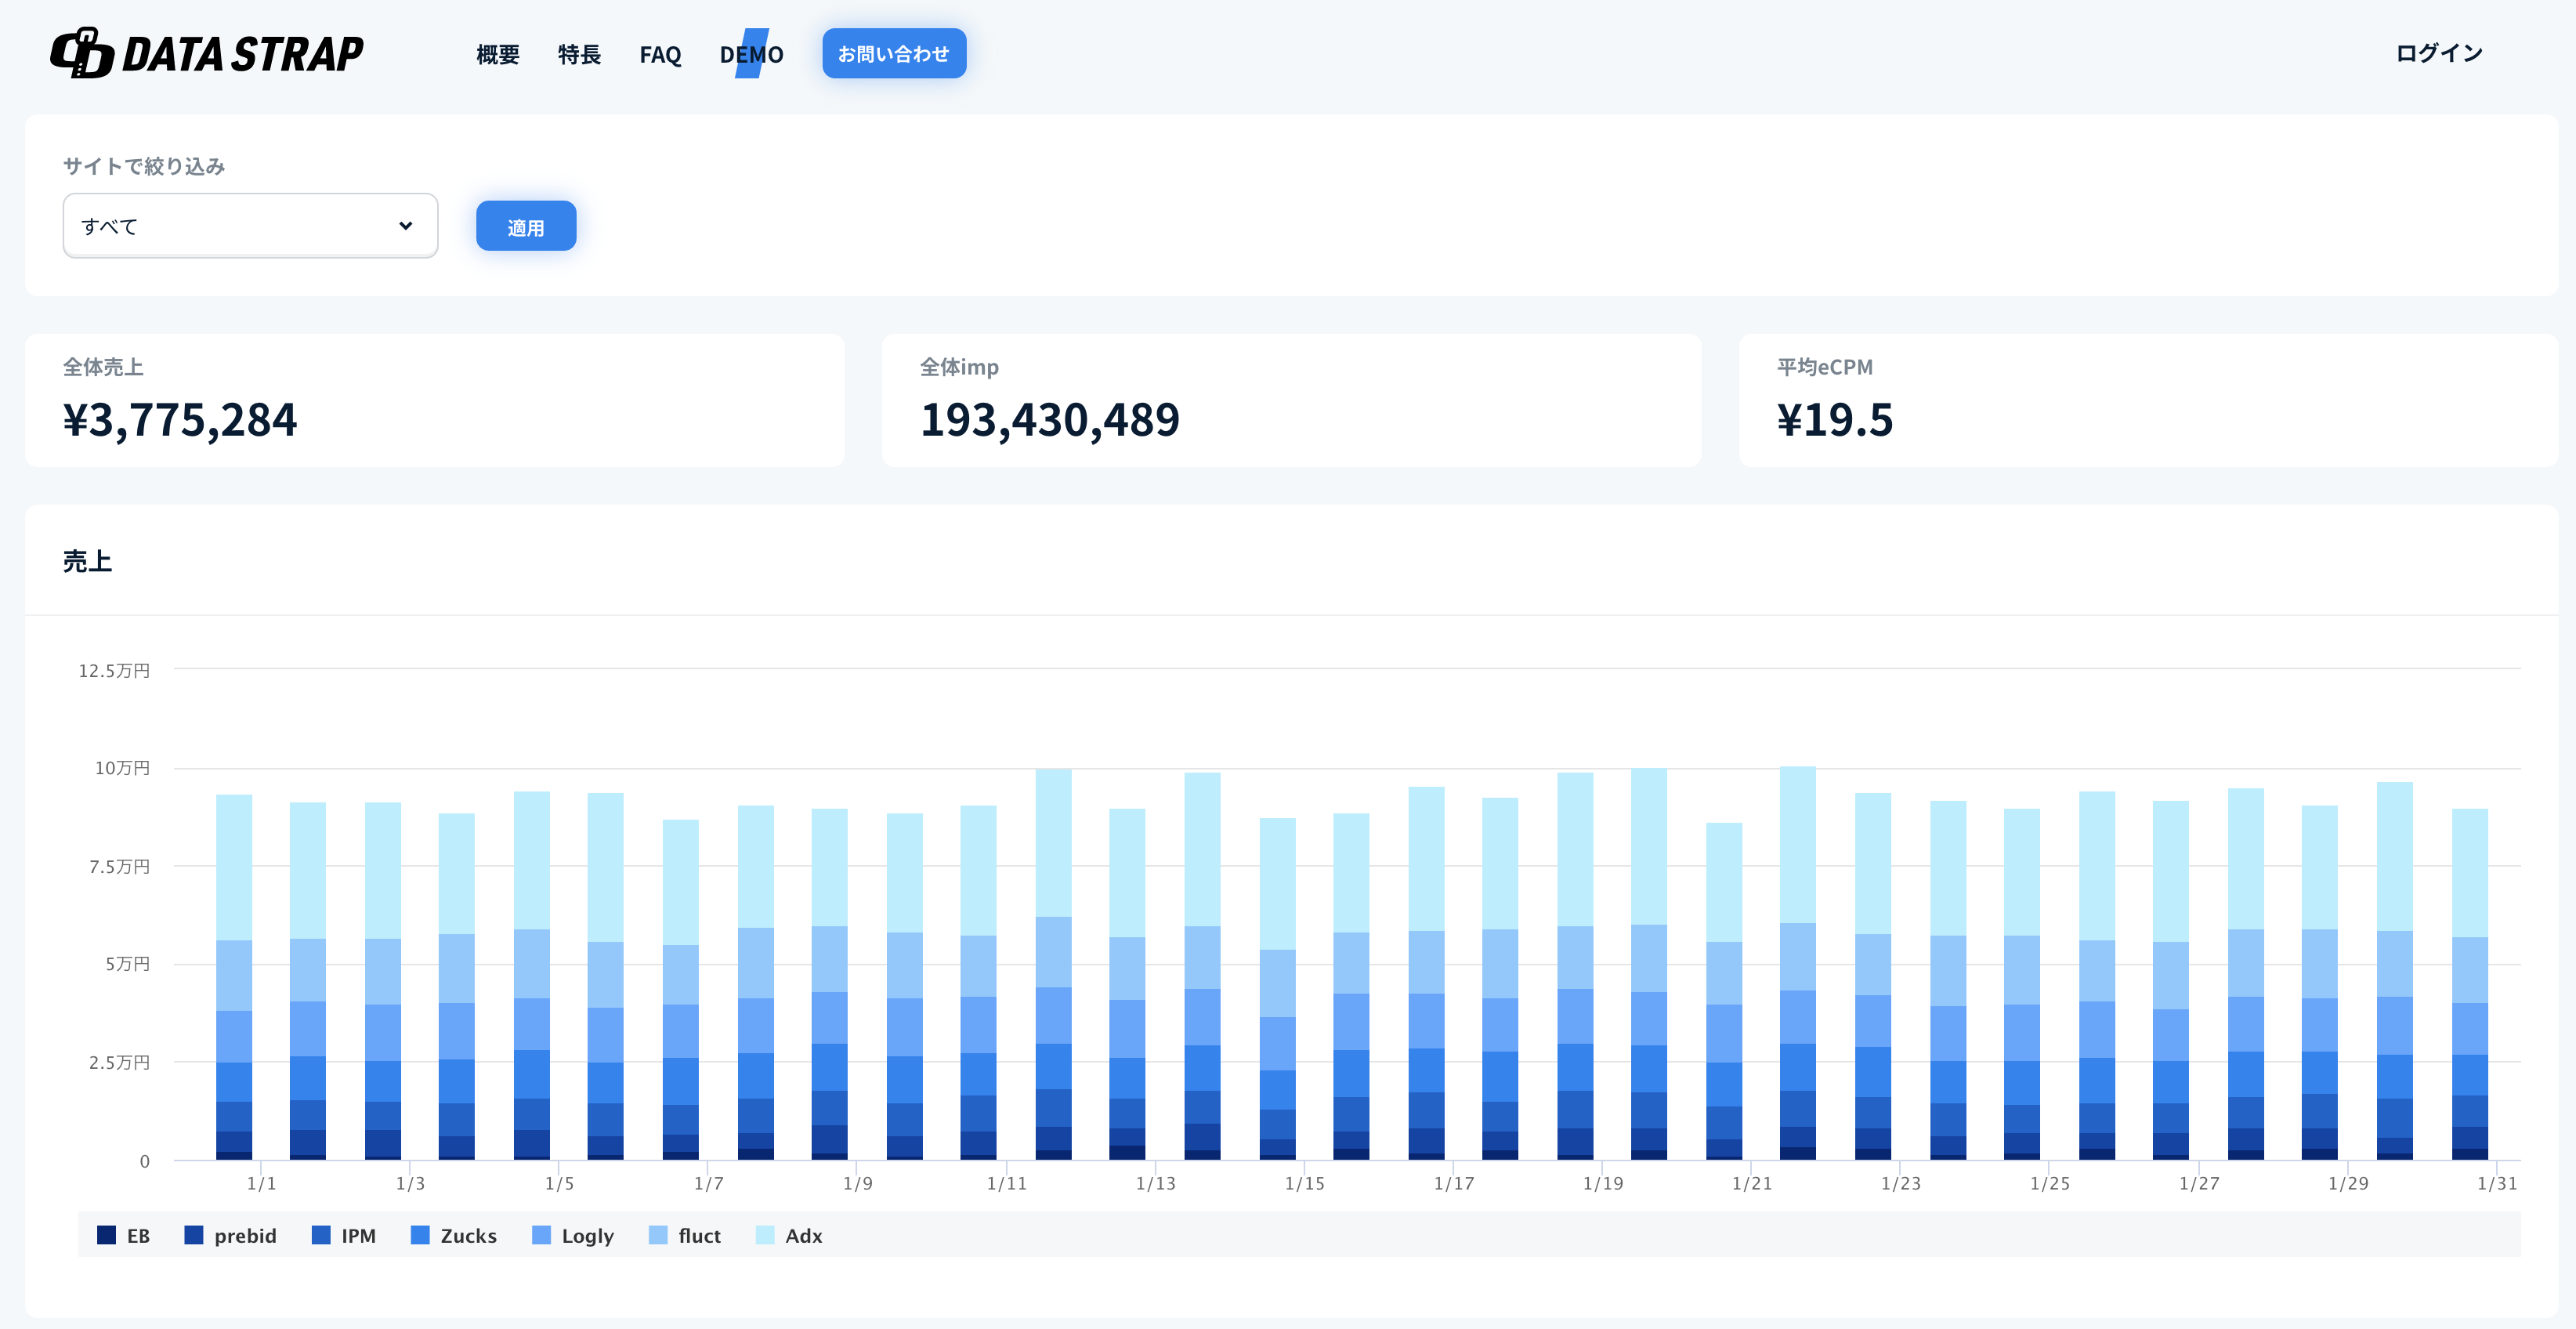 DATA STRAP
概要 特長 FAQ DEMO お問い合わせ ログイン
サイトで絞り込み
すべて 適用
全体売上 全体imp 平均eCPM
¥3,775,284 193,430,489 ¥19.5
売上
12.5万円
10万円
7.5万円
5万円
2.5万円
0
1/1 1/3 1/5 1/7 1/9 1/11 1/13 1/15 1/17 1/19 1/21 1/23 1/25 1/27 1/29 1/31
EB prebid IPM Zucks Logly fluct Adx